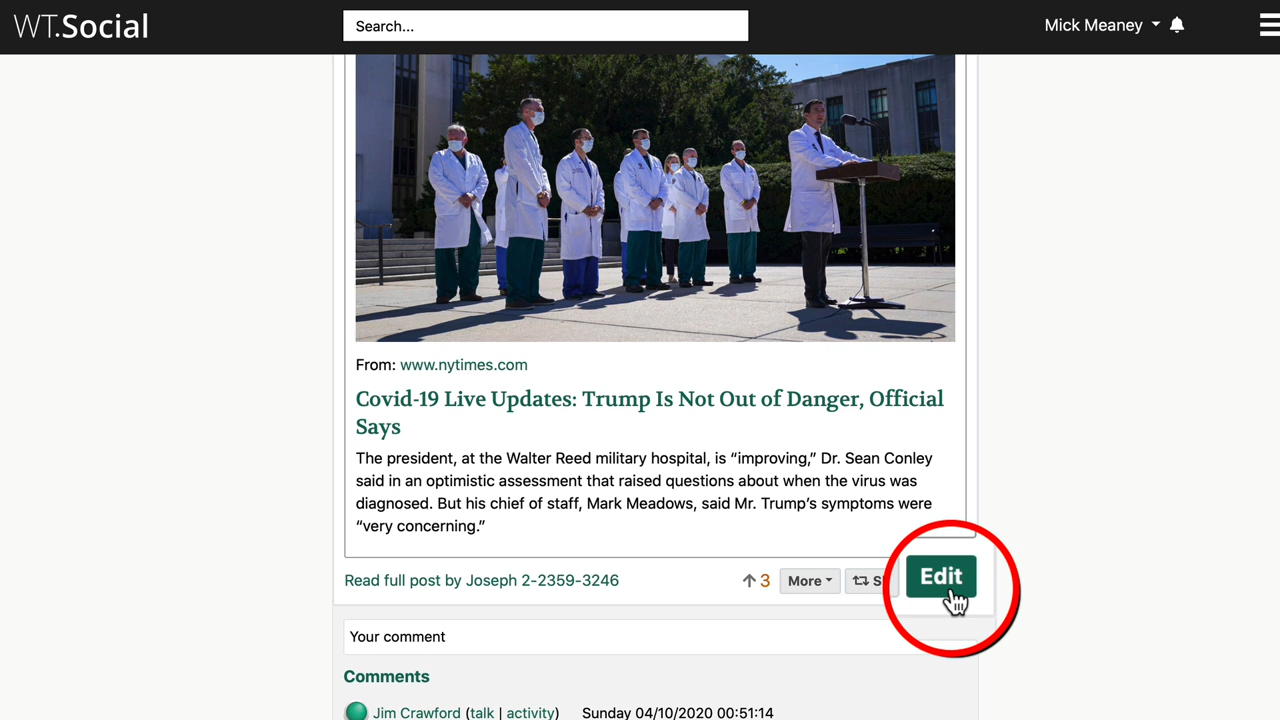 WT.Social
Search...
Mick Meaney
From: www.nytimes.com
Covid-19 Live Updates: Trump Is Not Out of Danger, Official
Says
The president, at the Walter Reed military hospital, is “improving,” Dr. Sean Conley
said in an optimistic assessment that raised questions about when the virus was
diagnosed. But his chief of staff, Mark Meadows, said Mr. Trump’s symptoms were
“very concerning.”
Read full post by Joseph 2-2359-3246
3
More
Edit
Your comment
Comments
Jim Crawford (talk | activity) Sunday 04/10/2020 00:51:14